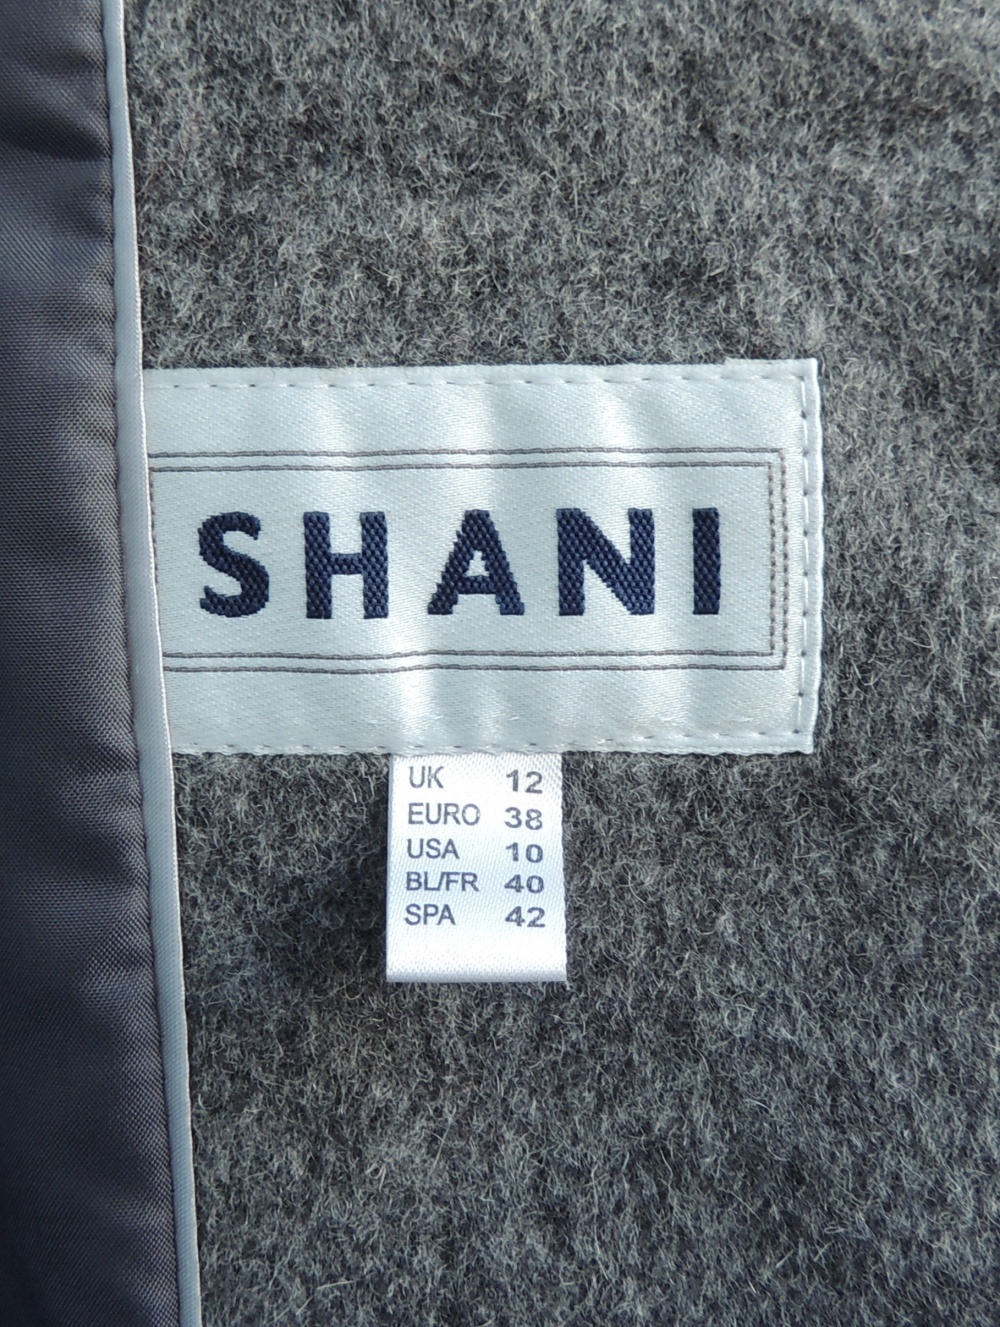 SHANI
UK 12
EURO 38
USA 10
BL/FR 40
SPA 42